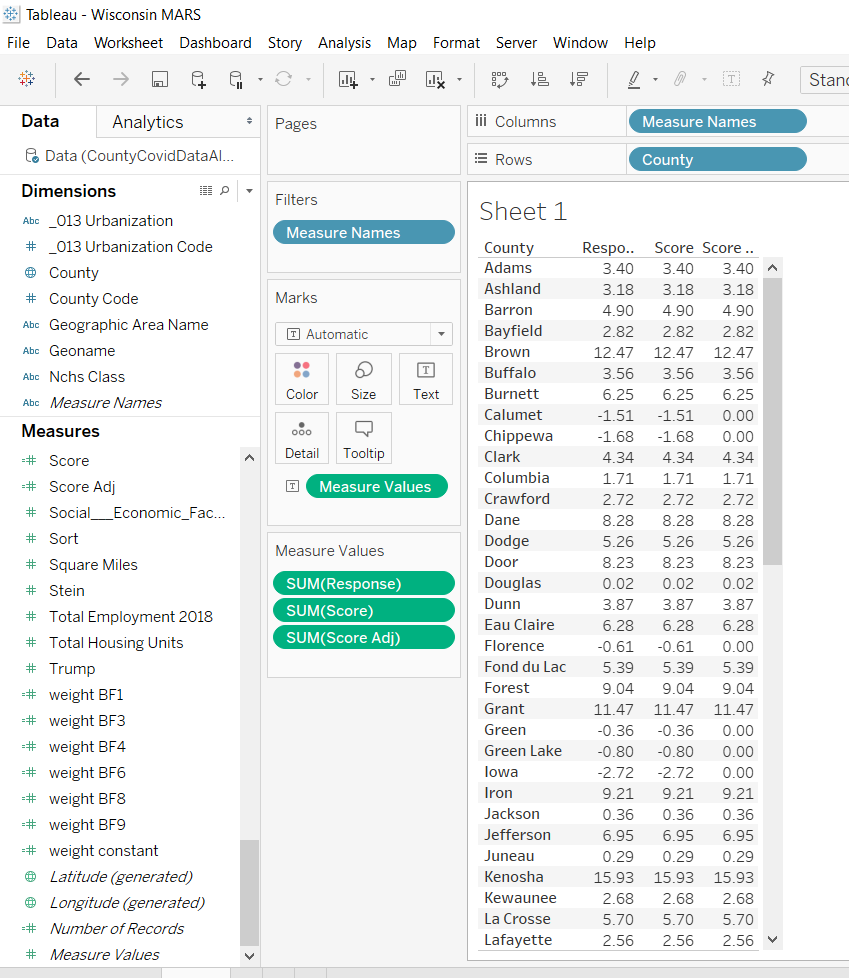 Tableau - Wisconsin MARS
File Data Worksheet Dashboard Story Analysis Map Format Server Window Help
Stan
Data Analytics
Data (CountyCovidDataAl...
Dimensions
Abc _013 Urbanization
# _013 Urbanization Code
County
# County Code
Abc Geographic Area Name
Abc Geoname
Abc Nchs Class
Abc Measure Names
Measures
=# Score
=# Score Adj
# Social___Economic_Fac...
# Sort
# Square Miles
# Stein
# Total Employment 2018
# Total Housing Units
# Trump
=# weight BF1
=# weight BF3
=# weight BF4
=# weight BF6
=# weight BF8
=# weight BF9
=# weight constant
Latitude (generated)
Longitude (generated)
=# Number of Records
# Measure Values
Pages
Filters
Measure Names
Marks
T Automatic
Color Size T Text
Detail Tooltip
T Measure Values
Measure Values
SUM(Response)
SUM(Score)
SUM(Score Adj)
Columns Measure Names
Rows County
Sheet 1
County Respo.. Score Score ..
Adams 3.40 3.40 3.40
Ashland 3.18 3.18 3.18
Barron 4.90 4.90 4.90
Bayfield 2.82 2.82 2.82
Brown 12.47 12.47 12.47
Buffalo 3.56 3.56 3.56
Burnett 6.25 6.25 6.25
Calumet -1.51 -1.51 0.00
Chippewa -1.68 -1.68 0.00
Clark 4.34 4.34 4.34
Columbia 1.71 1.71 1.71
Crawford 2.72 2.72 2.72
Dane 8.28 8.28 8.28
Dodge 5.26 5.26 5.26
Door 8.23 8.23 8.23
Douglas 0.02 0.02 0.02
Dunn 3.87 3.87 3.87
Eau Claire 6.28 6.28 6.28
Florence -0.61 -0.61 0.00
Fond du Lac 5.39 5.39 5.39
Forest 9.04 9.04 9.04
Grant 11.47 11.47 11.47
Green -0.36 -0.36 0.00
Green Lake -0.80 -0.80 0.00
Iowa -2.72 -2.72 0.00
Iron 9.21 9.21 9.21
Jackson 0.36 0.36 0.36
Jefferson 6.95 6.95 6.95
Juneau 0.29 0.29 0.29
Kenosha 15.93 15.93 15.93
Kewaunee 2.68 2.68 2.68
La Crosse 5.70 5.70 5.70
Lafayette 2.56 2.56 2.56